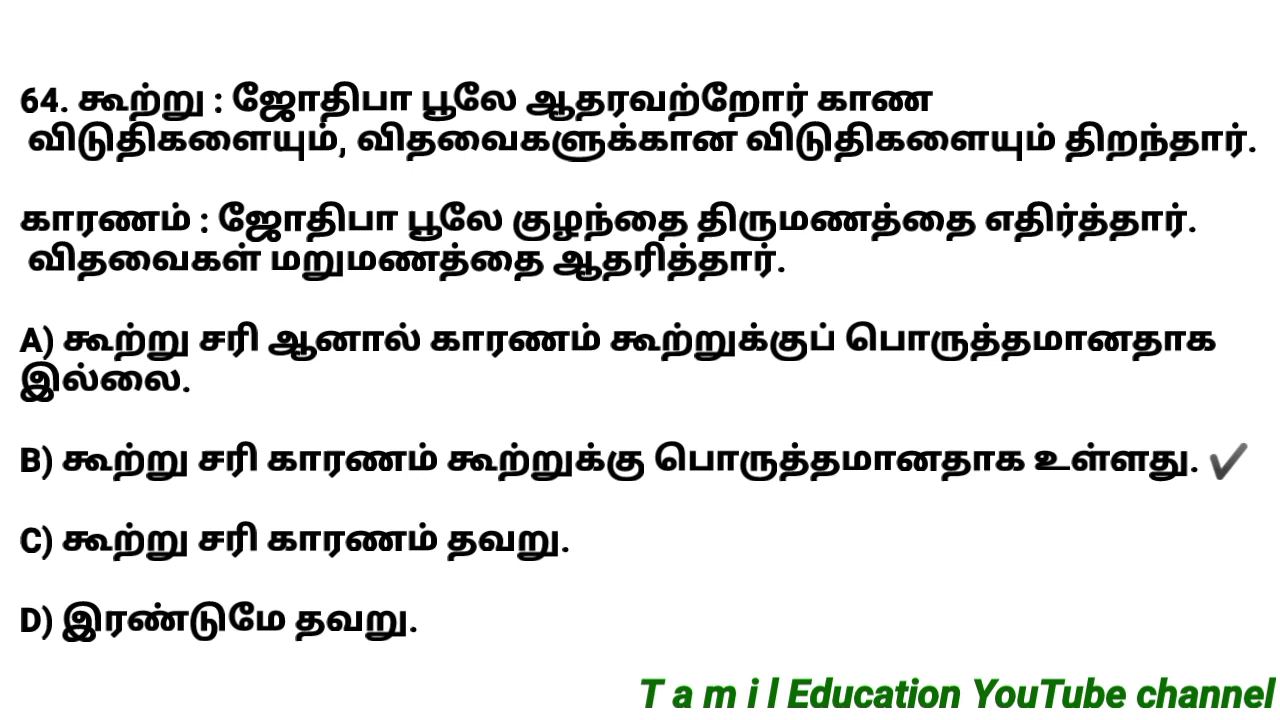 64. கூற்று : ஜோதிபா பூலே ஆதரவற்றோர் காண
விடுதிகளையும், விதவைகளுக்கான விடுதிகளையும் திறந்தார்.
காரணம் : ஜோதிபா பூலே குழந்தை திருமணத்தை எதிர்த்தார்.
விதவைகள் மறுமணத்தை ஆதரித்தார்.
A) கூற்று சரி ஆனால் காரணம் கூற்றுக்குப் பொருத்தமானதாக
இல்லை.
B) கூற்று சரி காரணம் கூற்றுக்கு பொருத்தமானதாக உள்ளது. ✔
C) கூற்று சரி காரணம் தவறு.
D) இரண்டுமே தவறு.
T a m i l Education YouTube channel